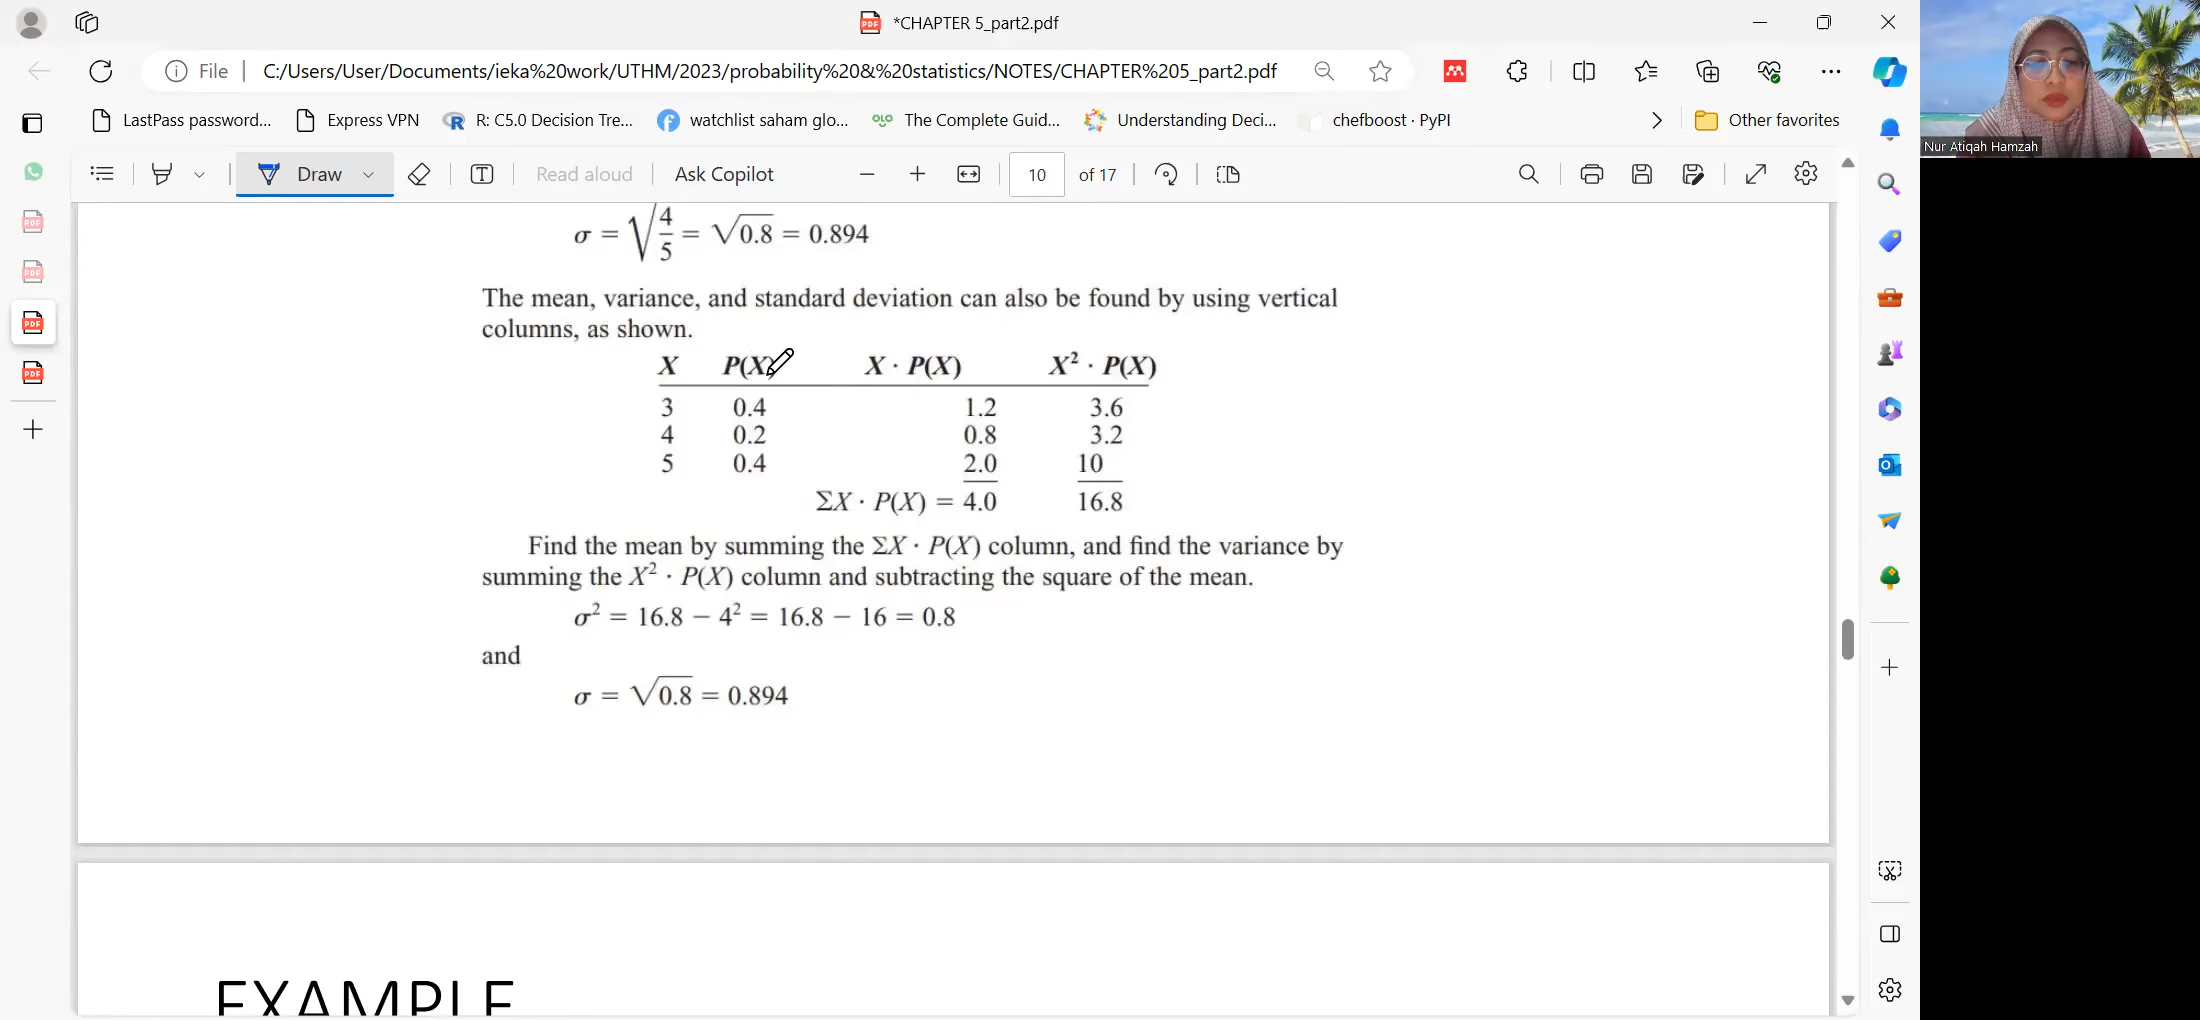 *CHAPTER 5_part2.pdf
File
C:/Users/User/Documents/ieka%20work/UTHM/2023/probability%20&%20statistics/NOTES/CHAPTER%205_part2.pdf
LastPass password...
Express VPN
R: C5.0 Decision Tre...
watchlist saham glo...
The Complete Guid...
Understanding Deci...
chefboost · PyPI
Other favorites
Draw
Read aloud
Ask Copilot
10 of 17
Nur Atiqah Hamzah
σ = √4/5 = √0.8 = 0.894
The mean, variance, and standard deviation can also be found by using vertical
columns, as shown.
X P(X) X · P(X) X² · P(X)
3 0.4 1.2 3.6
4 0.2 0.8 3.2
5 0.4 2.0 10
ΣX · P(X) = 4.0 16.8
Find the mean by summing the ΣX · P(X) column, and find the variance by
summing the X² · P(X) column and subtracting the square of the mean.
σ² = 16.8 − 4² = 16.8 − 16 = 0.8
and
σ = √0.8 = 0.894
EXAMPLE